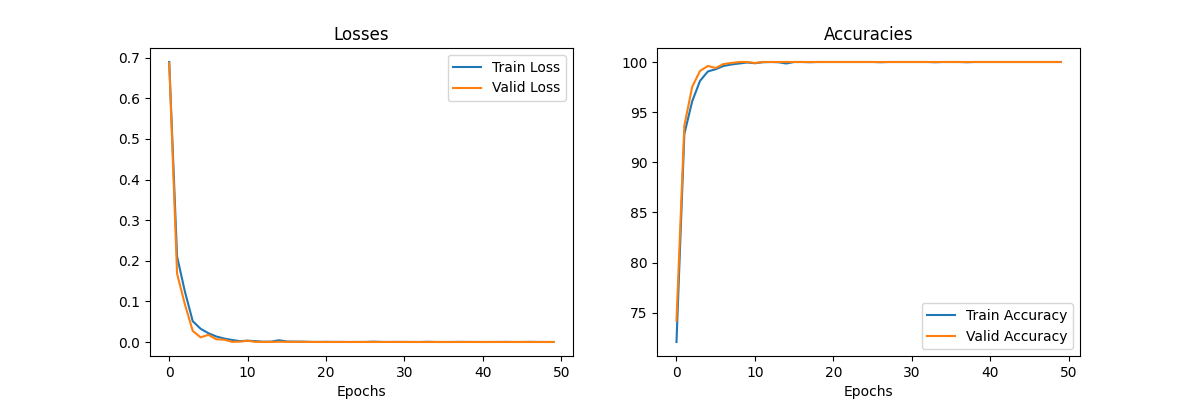 Losses
0.7
0.6
0.5
0.4
0.3
0.2
0.1
0.0
Train Loss
Valid Loss
0 10 20 30 40 50
Epochs
Accuracies
100
95
90
85
80
75
Train Accuracy
Valid Accuracy
0 10 20 30 40 50
Epochs